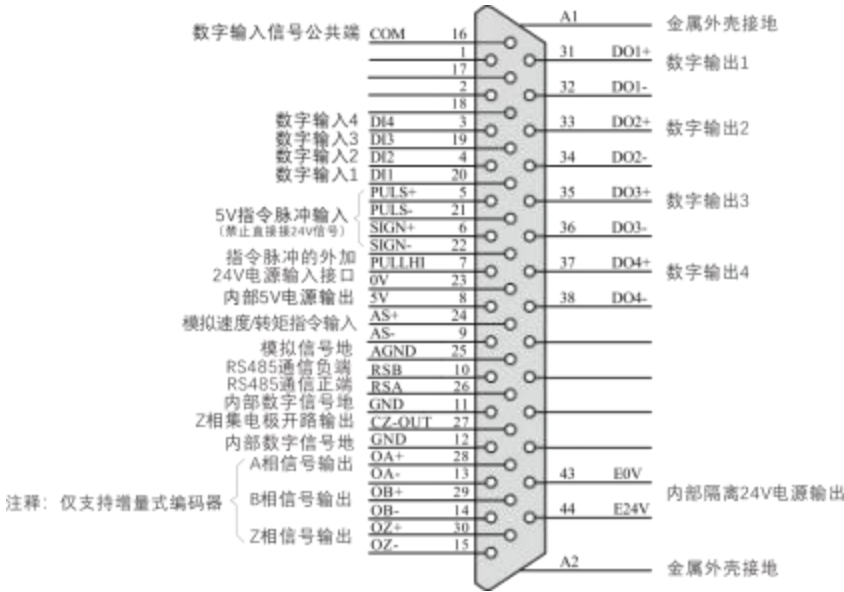 数字输入信号公共端 COM 16
1
17
2
18
数字输入4 DI4 3
数字输入3 DI3 19
数字输入2 DI2 4
数字输入1 DI1 20
PULS+ 5
5V指令脉冲输入 PULS- 21
(禁止直接接24V信号) SIGN+ 6
SIGN- 22
指令脉冲的外加 PULLHI 7
24V电源输入接口 0V 23
内部5V电源输出 5V 8
模拟速度/转矩指令输入 AS+ 24
AS- 9
模拟信号地 AGND 25
RS485通信负端 RSB 10
RS485通信正端 RSA 26
内部数字信号地 GND 11
Z相集电极开路输出 CZ-OUT 27
内部数字信号地 GND 12
A相信号输出 OA+ 28
OA- 13
注释：仅支持增量式编码器 B相信号输出 OB+ 29
OB- 14
Z相信号输出 OZ+ 30
OZ- 15
A1 金属外壳接地
31 DO1+ 数字输出1
32 DO1-
33 DO2+ 数字输出2
34 DO2-
35 DO3+ 数字输出3
36 DO3-
37 DO4+ 数字输出4
38 DO4-
43 E0V 内部隔离24V电源输出
44 E24V
A2 金属外壳接地